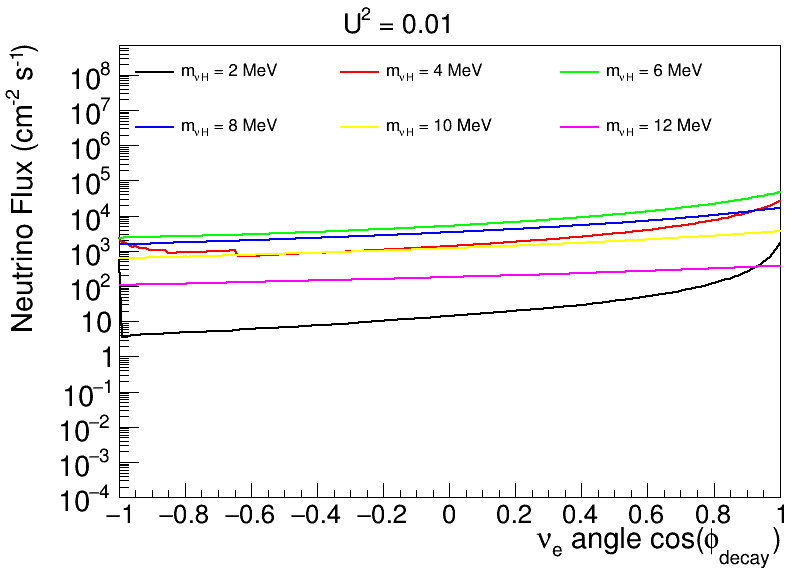 U² = 0.01
Neutrino Flux (cm⁻² s⁻¹)
m_νH = 2 MeV
m_νH = 4 MeV
m_νH = 6 MeV
m_νH = 8 MeV
m_νH = 10 MeV
m_νH = 12 MeV
10⁸
10⁷
10⁶
10⁵
10⁴
10³
10²
10
1
10⁻¹
10⁻²
10⁻³
10⁻⁴
−1 −0.8 −0.6 −0.4 −0.2 0 0.2 0.4 0.6 0.8 1
ν_e angle cos(ϕ_decay)